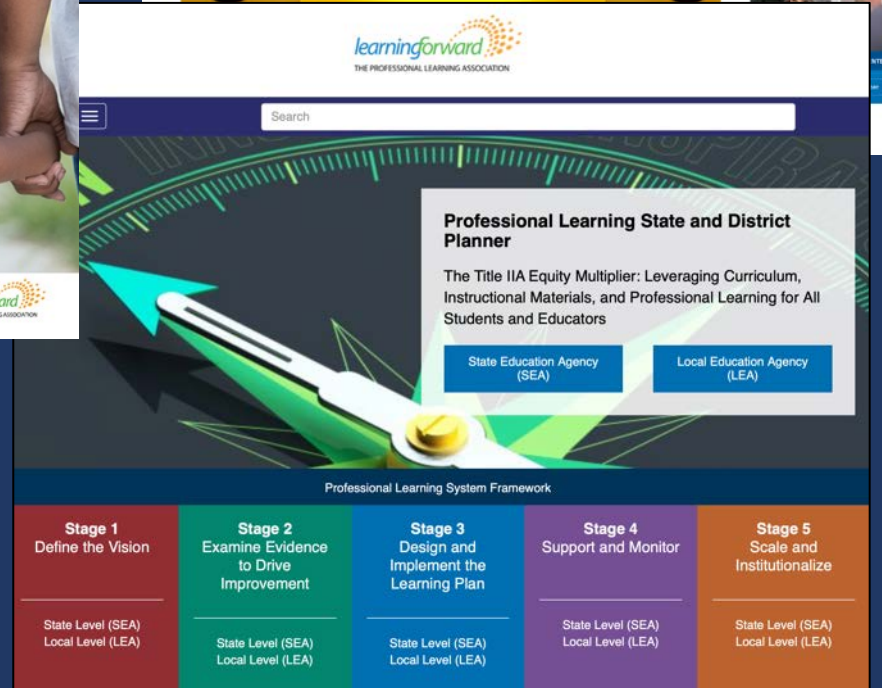 learningforward
THE PROFESSIONAL LEARNING ASSOCIATION
Search
Professional Learning State and District
Planner
The Title IIA Equity Multiplier: Leveraging Curriculum,
Instructional Materials, and Professional Learning for All
Students and Educators
State Education Agency
(SEA)
Local Education Agency
(LEA)
Professional Learning System Framework
Stage 1
Define the Vision
State Level (SEA)
Local Level (LEA)
Stage 2
Examine Evidence
to Drive
Improvement
State Level (SEA)
Local Level (LEA)
Stage 3
Design and
Implement the
Learning Plan
State Level (SEA)
Local Level (LEA)
Stage 4
Support and Monitor
State Level (SEA)
Local Level (LEA)
Stage 5
Scale and
Institutionalize
State Level (SEA)
Local Level (LEA)